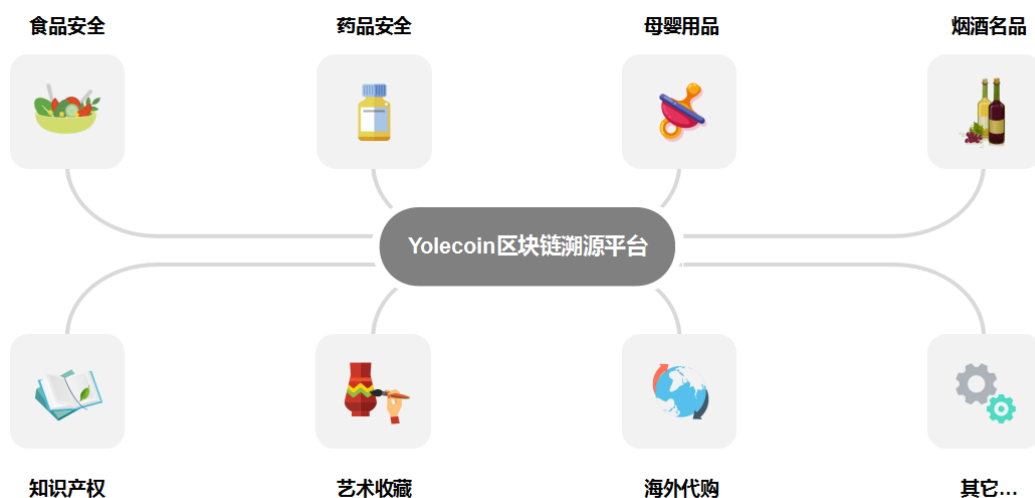 食品安全
药品安全
母婴用品
烟酒名品
Yolecoin区块链溯源平台
知识产权
艺术收藏
海外代购
其它...